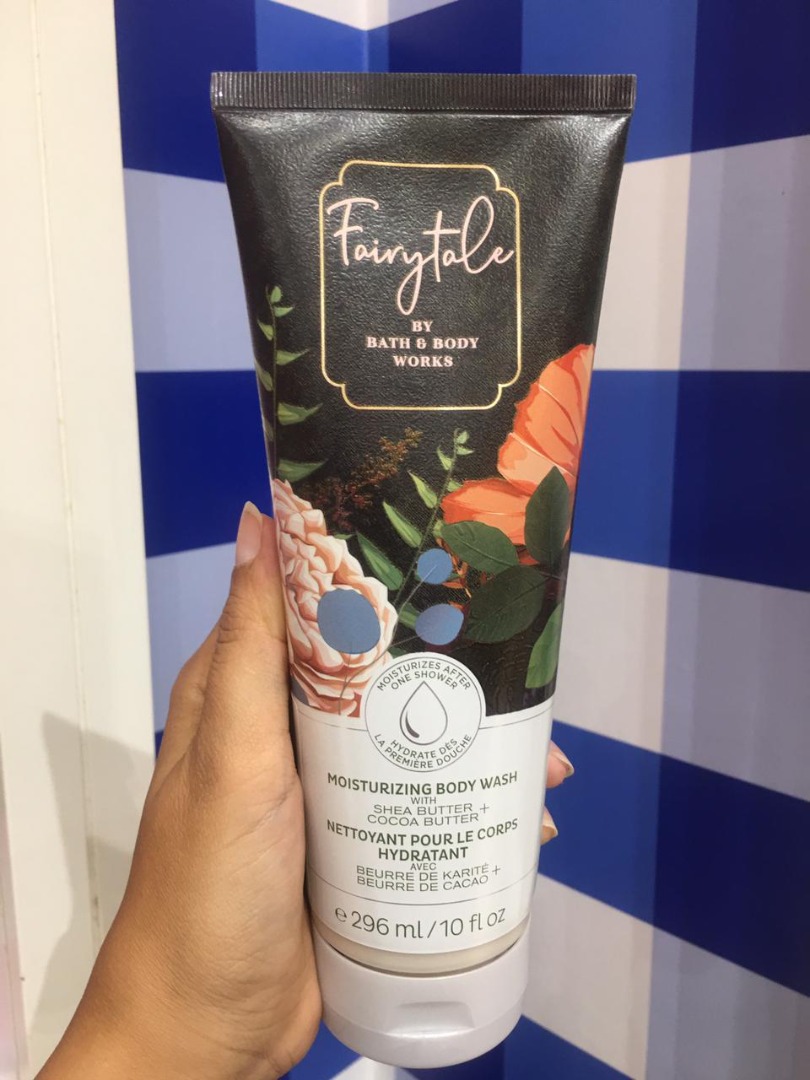 Fairytale
BY
BATH & BODY
WORKS
MOISTURIZES AFTER
ONE SHOWER
HYDRATE DÈS
LA PREMIÈRE DOUCHE
MOISTURIZING BODY WASH
WITH
SHEA BUTTER +
COCOA BUTTER
NETTOYANT POUR LE CORPS
HYDRATANT
AVEC
BEURRE DE KARITÉ +
BEURRE DE CACAO
℮ 296 ml / 10 fl oz